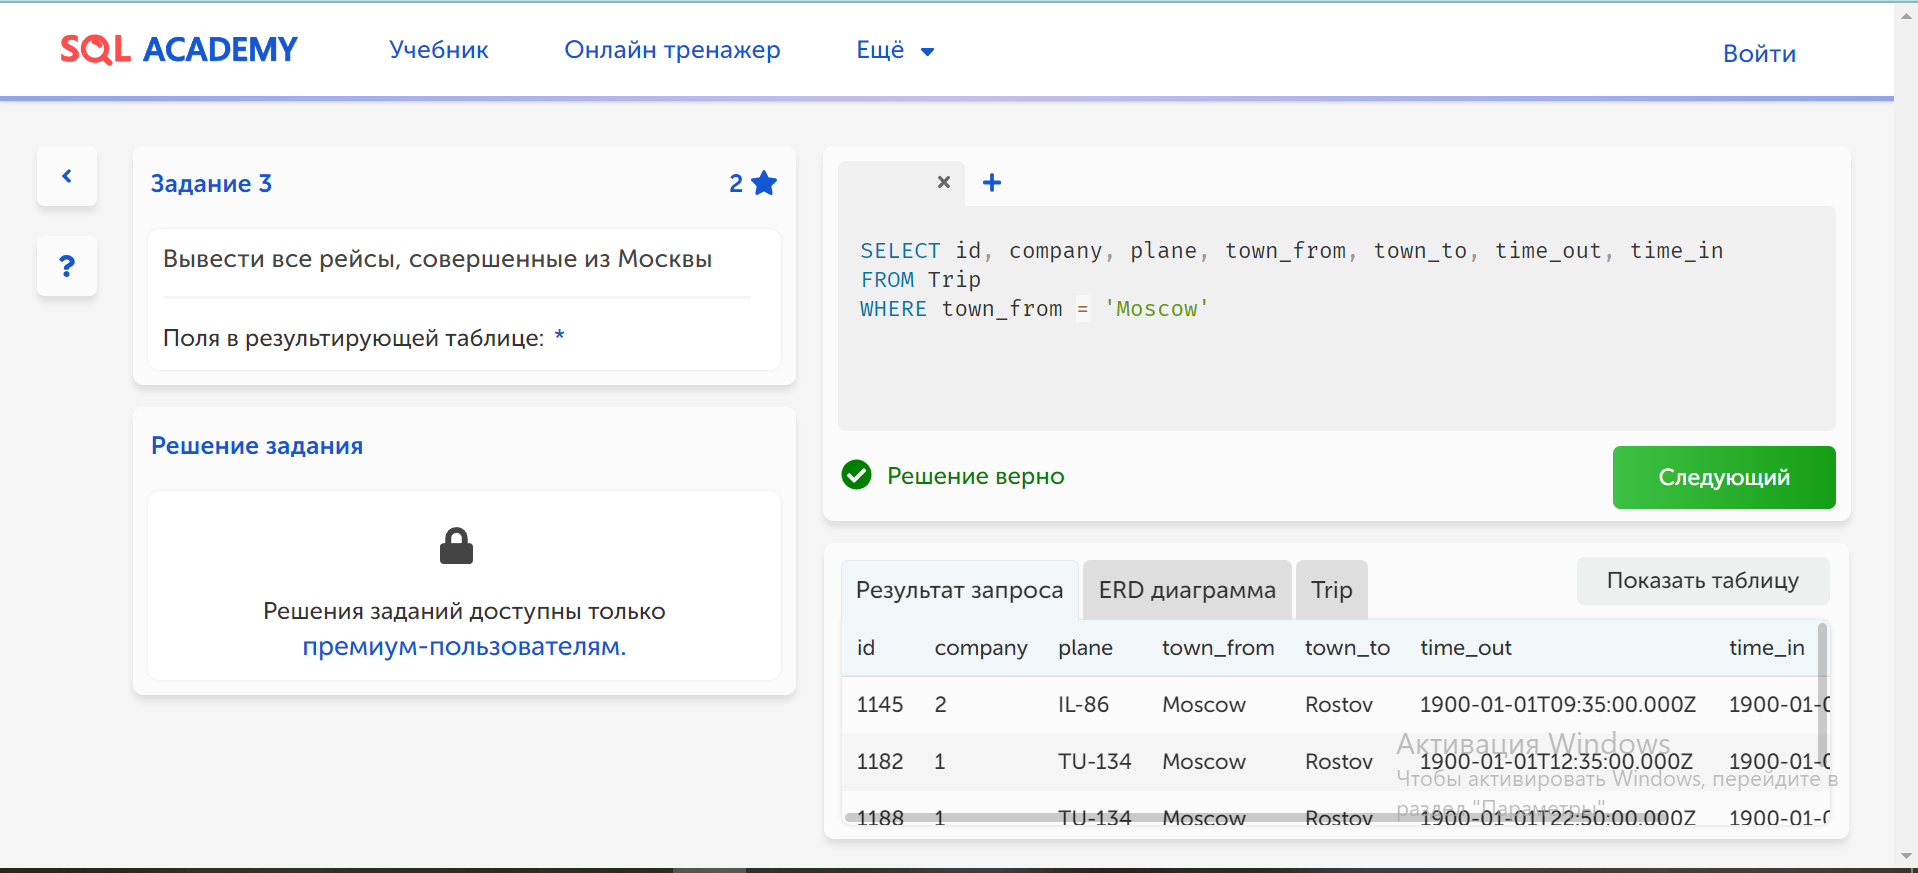 SQL ACADEMY
Учебник
Онлайн тренажер
Ещё
Войти
Задание 3
2
Вывести все рейсы, совершенные из Москвы
Поля в результирующей таблице: *
Решение задания
Решения заданий доступны только
премиум-пользователям.
SELECT id, company, plane, town_from, town_to, time_out, time_in
FROM Trip
WHERE town_from = 'Moscow'
Решение верно
Следующий
Результат запроса
ERD диаграмма
Trip
Показать таблицу
id company plane town_from town_to time_out time_in
1145 2 IL-86 Moscow Rostov 1900-01-01T09:35:00.000Z 1900-01-0
1182 1 TU-134 Moscow Rostov 1900-01-01T12:35:00.000Z 1900-01-0
1188 1 TU-134 Moscow Rostov 1900-01-01T22:50:00.000Z 1900-01-0
Активация Windows
Чтобы активировать Windows, перейдите в
раздел "Параметры".